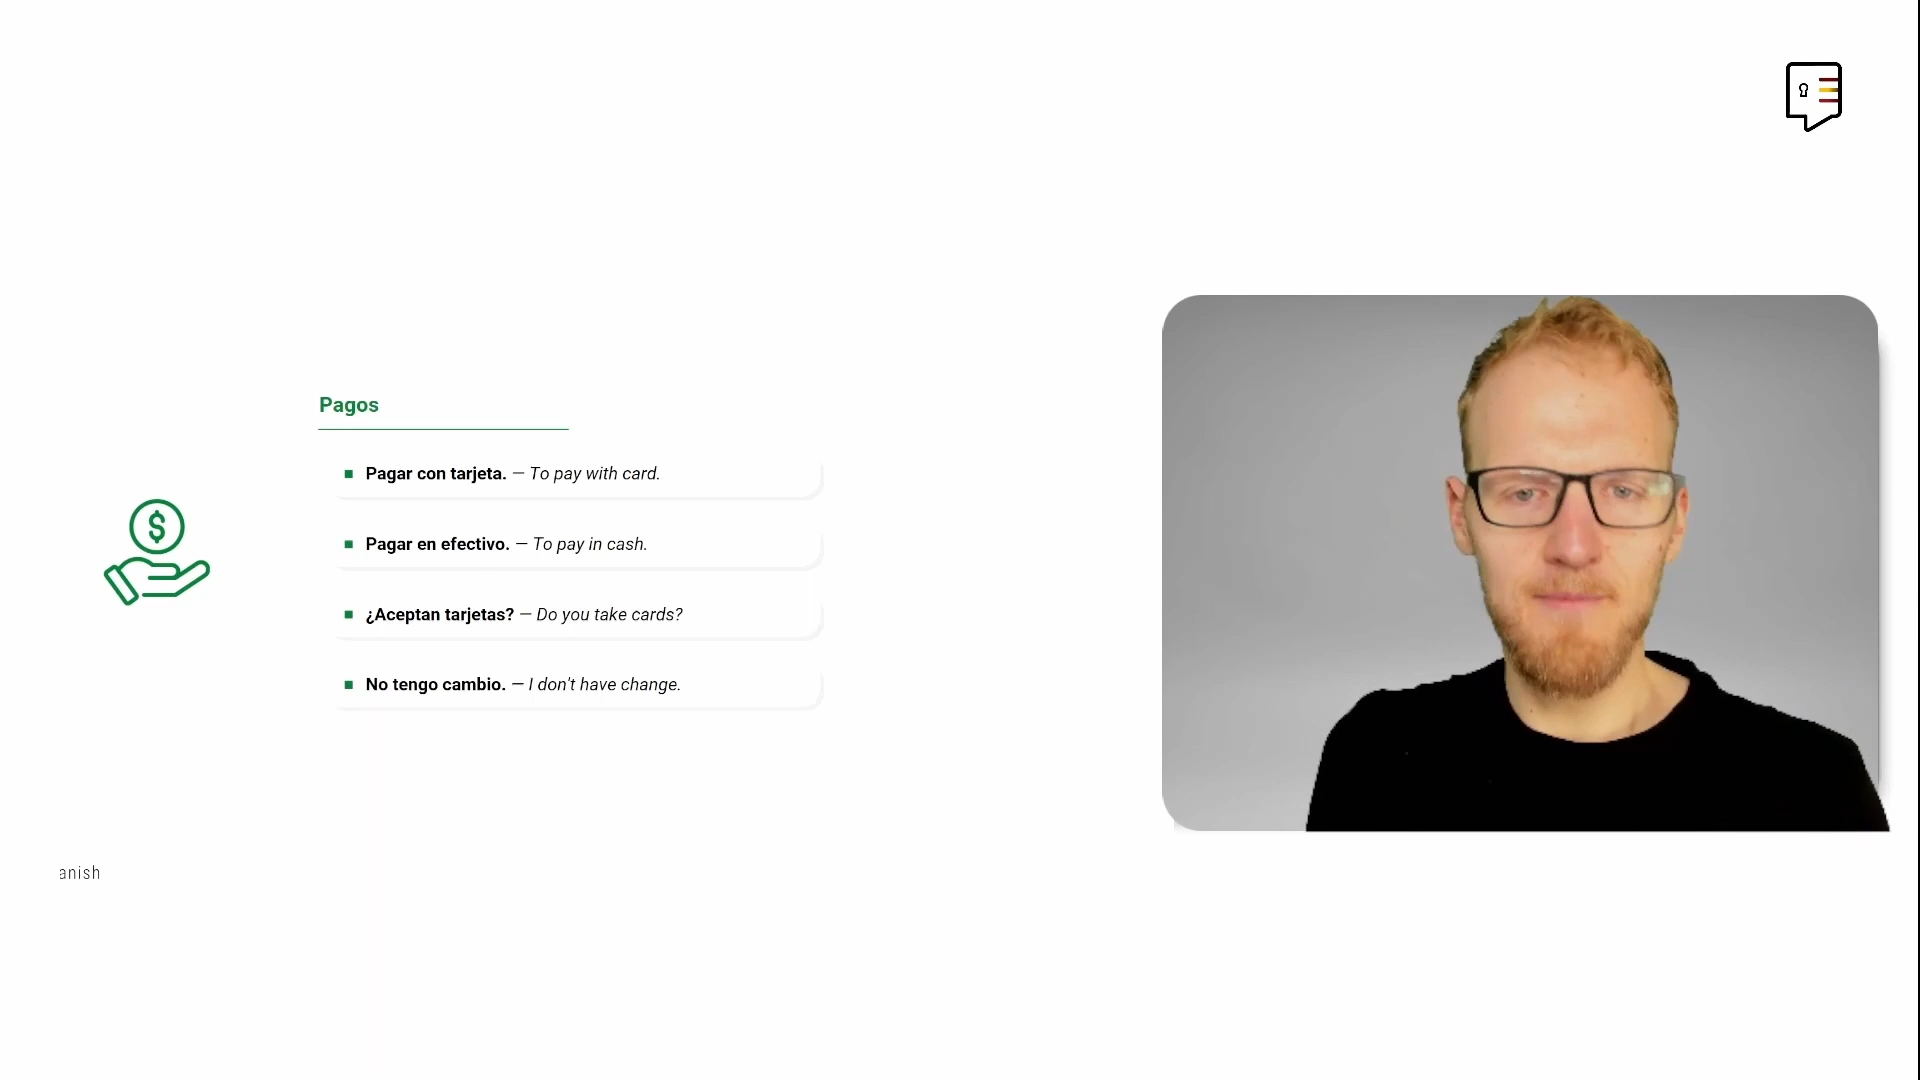 Pagos
Pagar con tarjeta. — To pay with card.
Pagar en efectivo. — To pay in cash.
¿Aceptan tarjetas? — Do you take cards?
No tengo cambio. — I don't have change.
anish